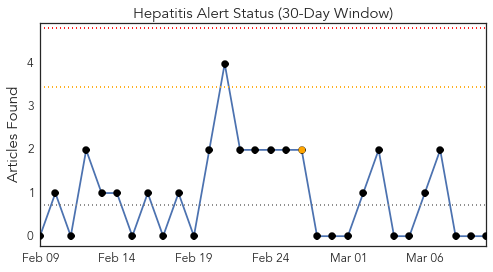 Hepatitis Alert Status (30-Day Window)
Articles Found
4
3
2
1
0
Feb 09 Feb 14 Feb 19 Feb 24 Mar 01 Mar 06